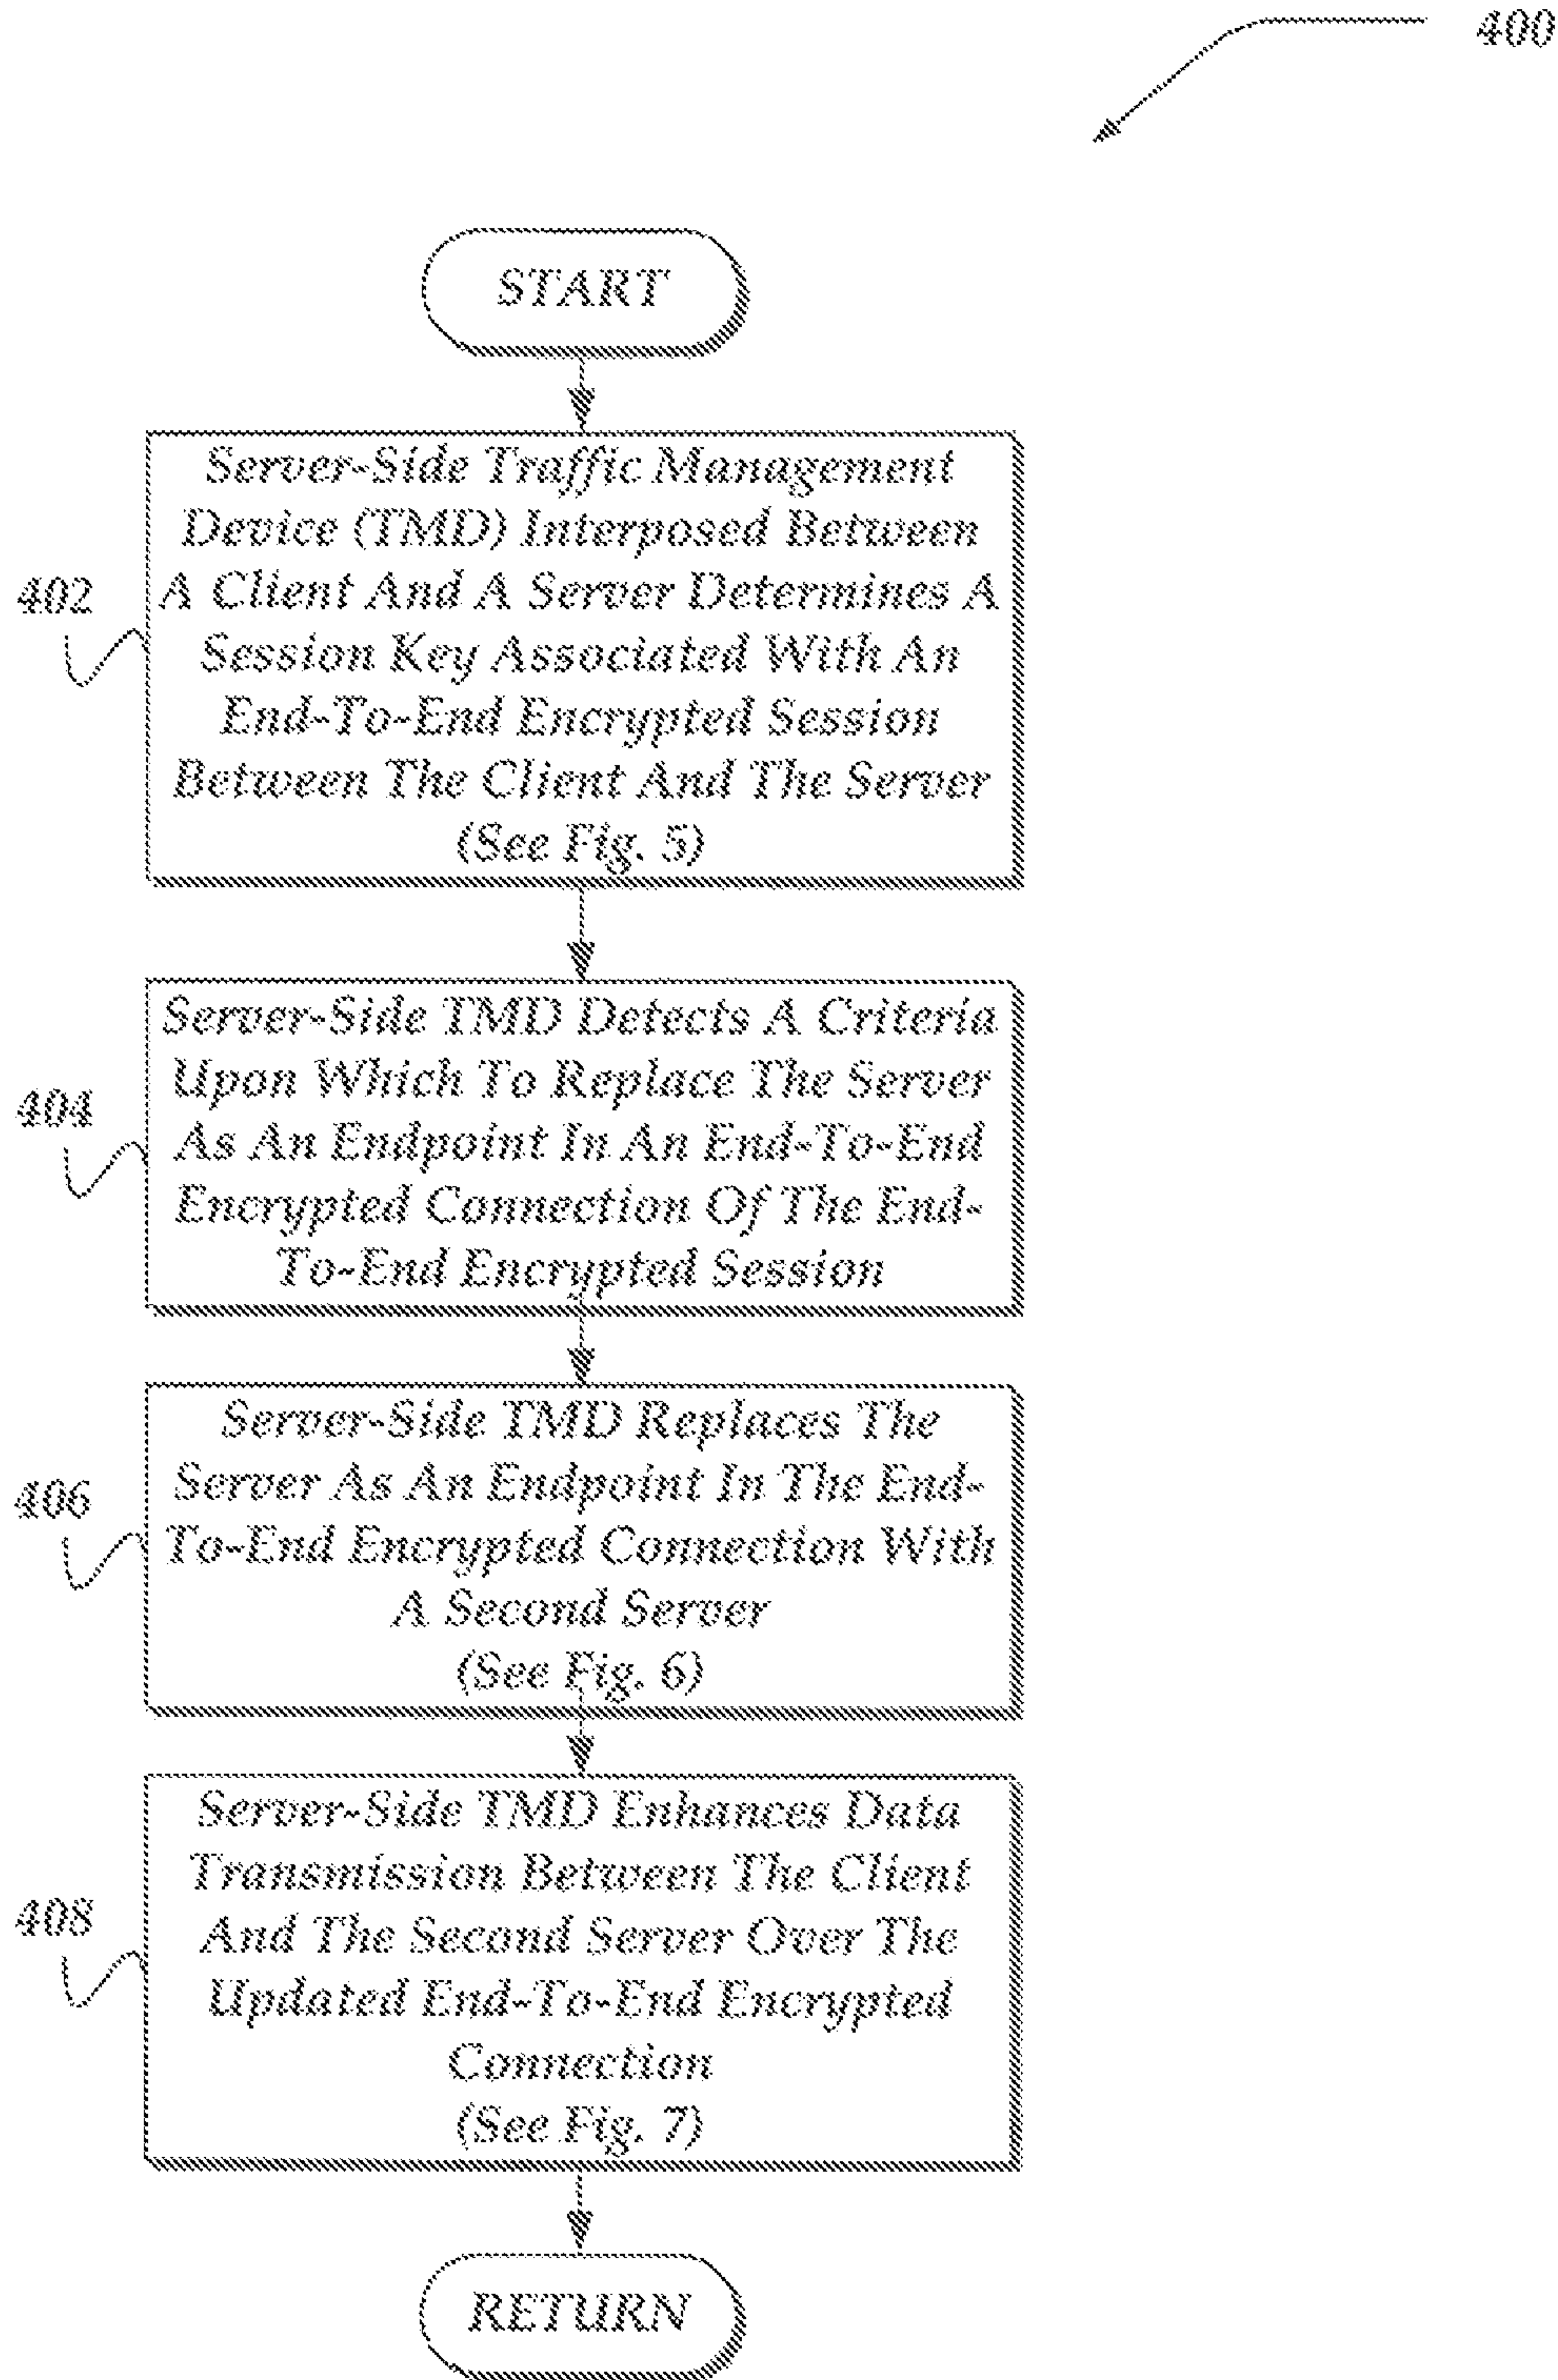 400
START
402
Server-Side Traffic Management
Device (TMD) Interposed Between
A Client And A Server Determines A
Session Key Associated With An
End-To-End Encrypted Session
Between The Client And The Server
(See Fig. 5)
404
Server-Side TMD Detects A Criteria
Upon Which To Replace The Server
As An Endpoint In An End-To-End
Encrypted Connection Of The End-
To-End Encrypted Session
406
Server-Side TMD Replaces The
Server As An Endpoint In The End-
To-End Encrypted Connection With
A Second Server
(See Fig. 6)
408
Server-Side TMD Enhances Data
Transmission Between The Client
And The Second Server Over The
Updated End-To-End Encrypted
Connection
(See Fig. 7)
RETURN